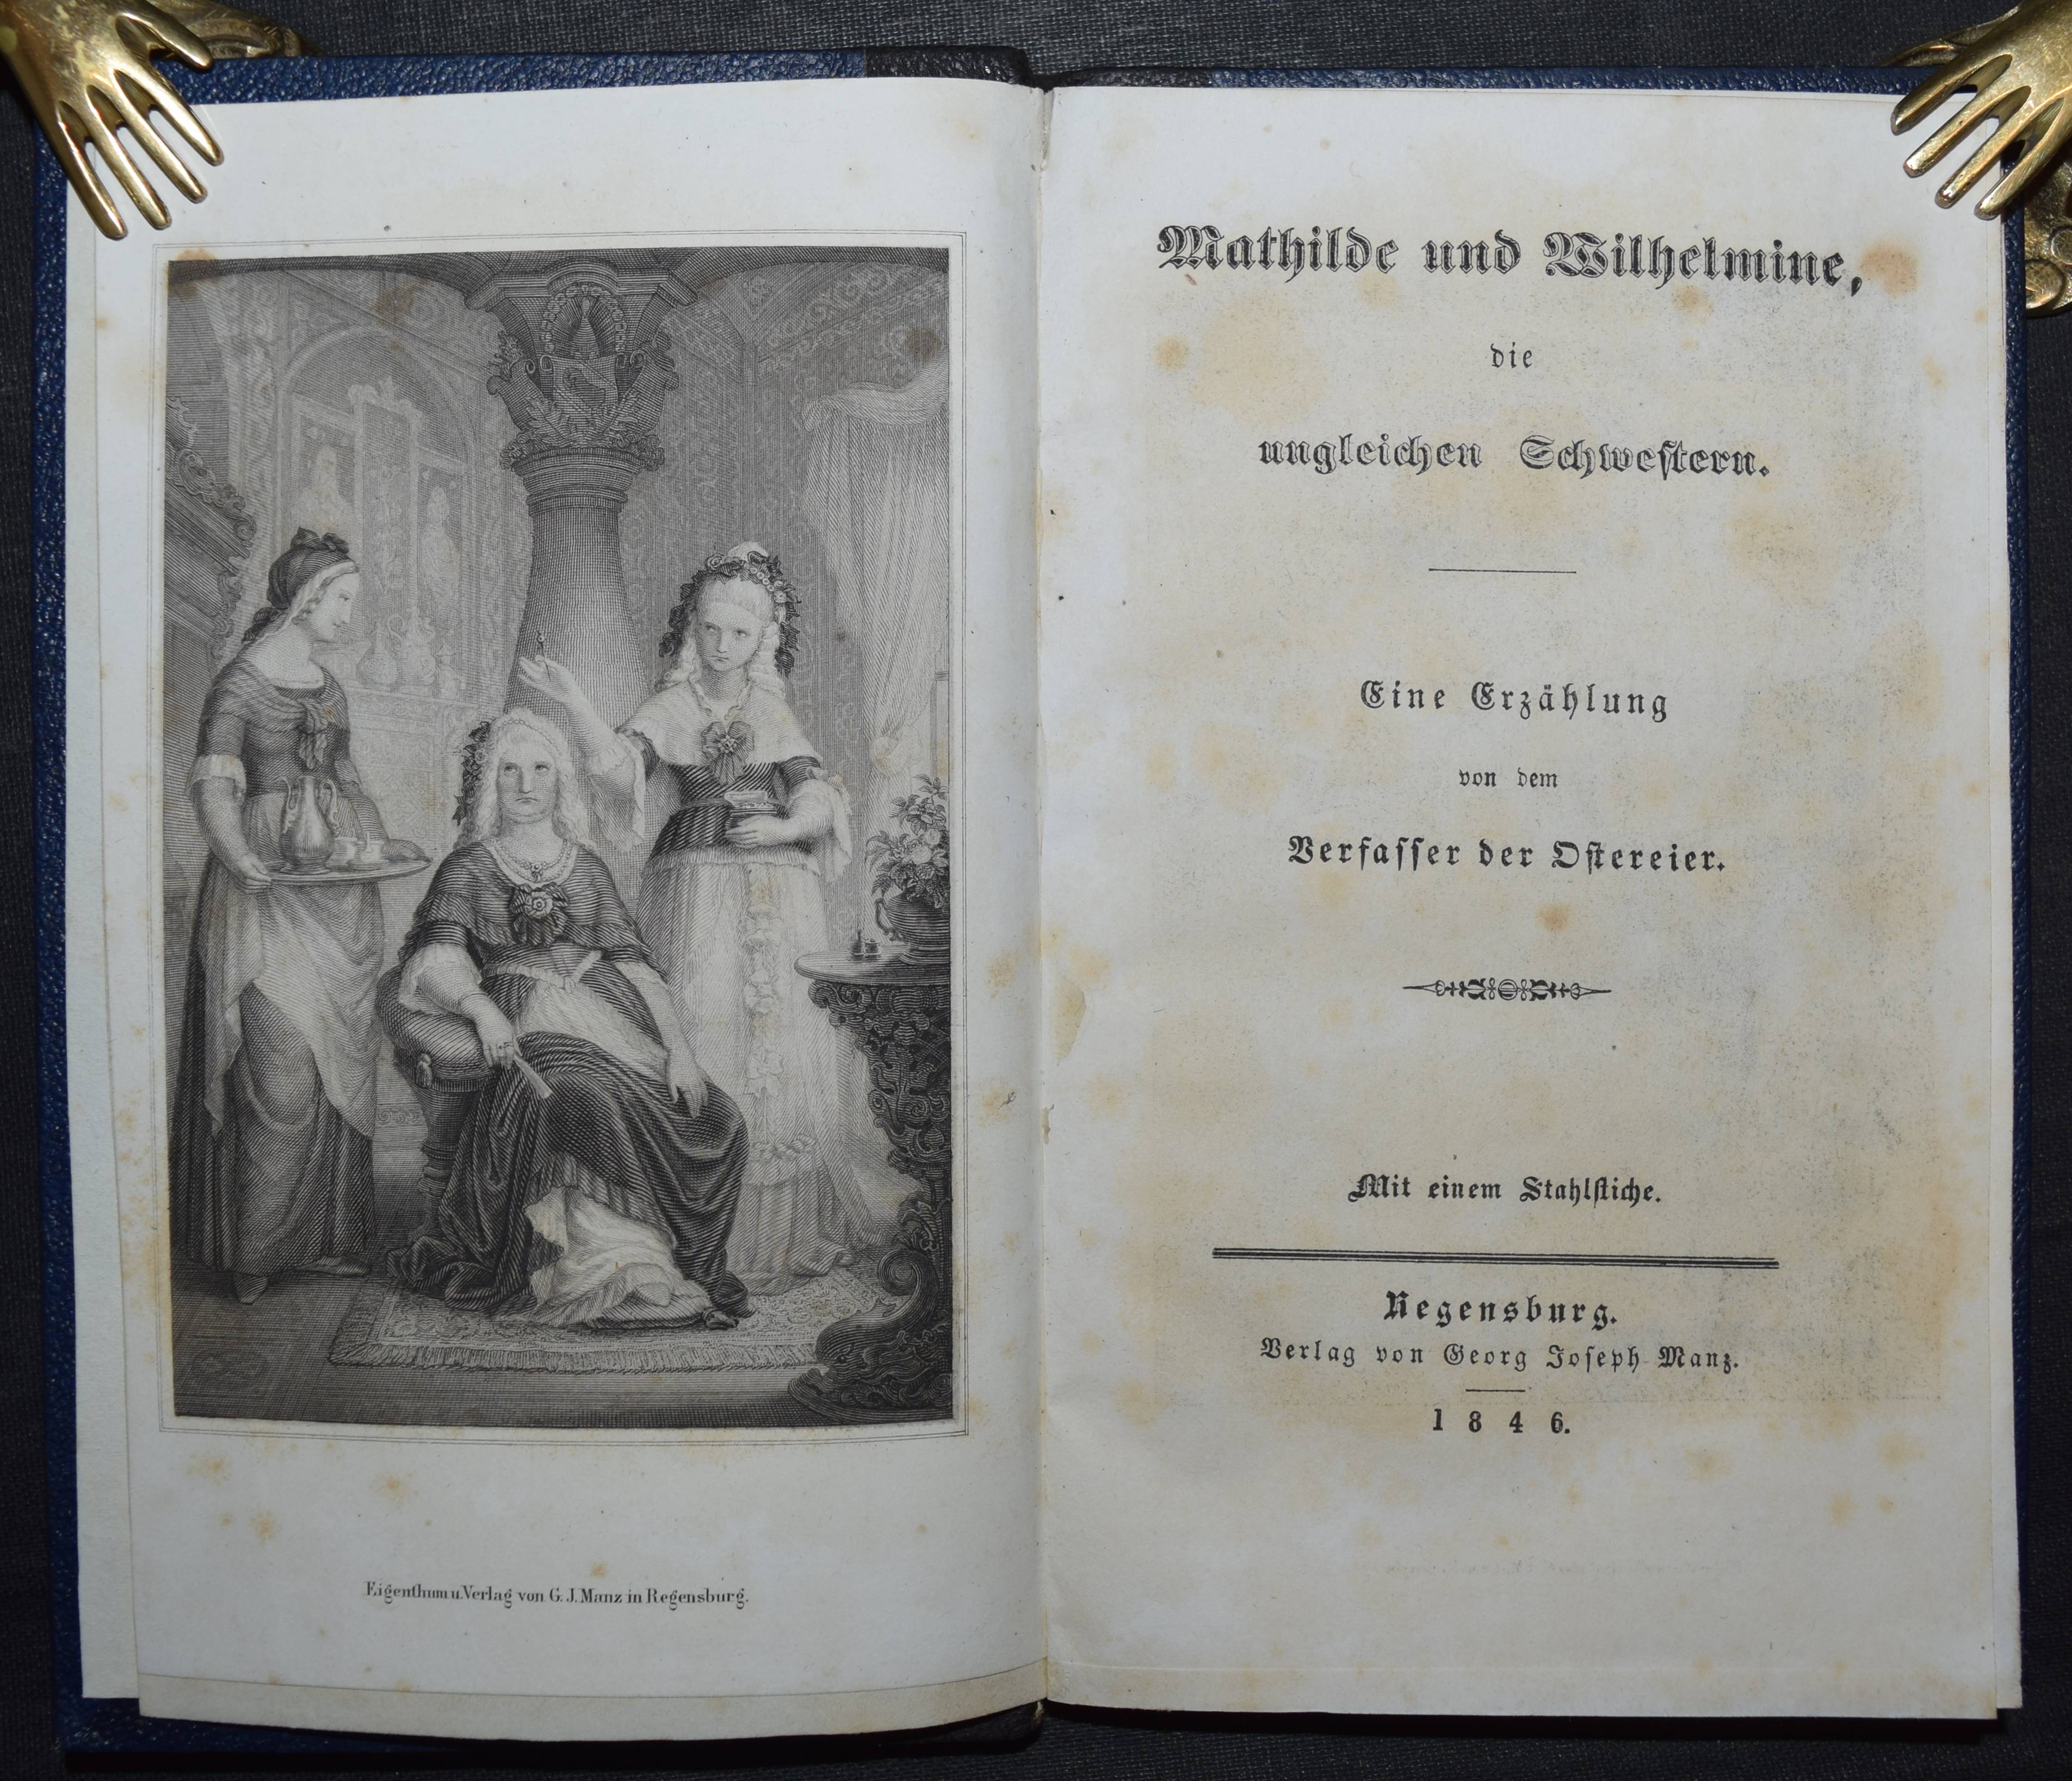 Eigenthum u. Verlag von G. J. Manz in Regensburg.
Mathilde und Wilhelmine,
die
ungleichen Schwestern.
Eine Erzählung
von dem
Verfasser der Ostereier.
Mit einem Stahlstiche.
Regensburg.
Verlag von Georg Joseph Manz.
1846.